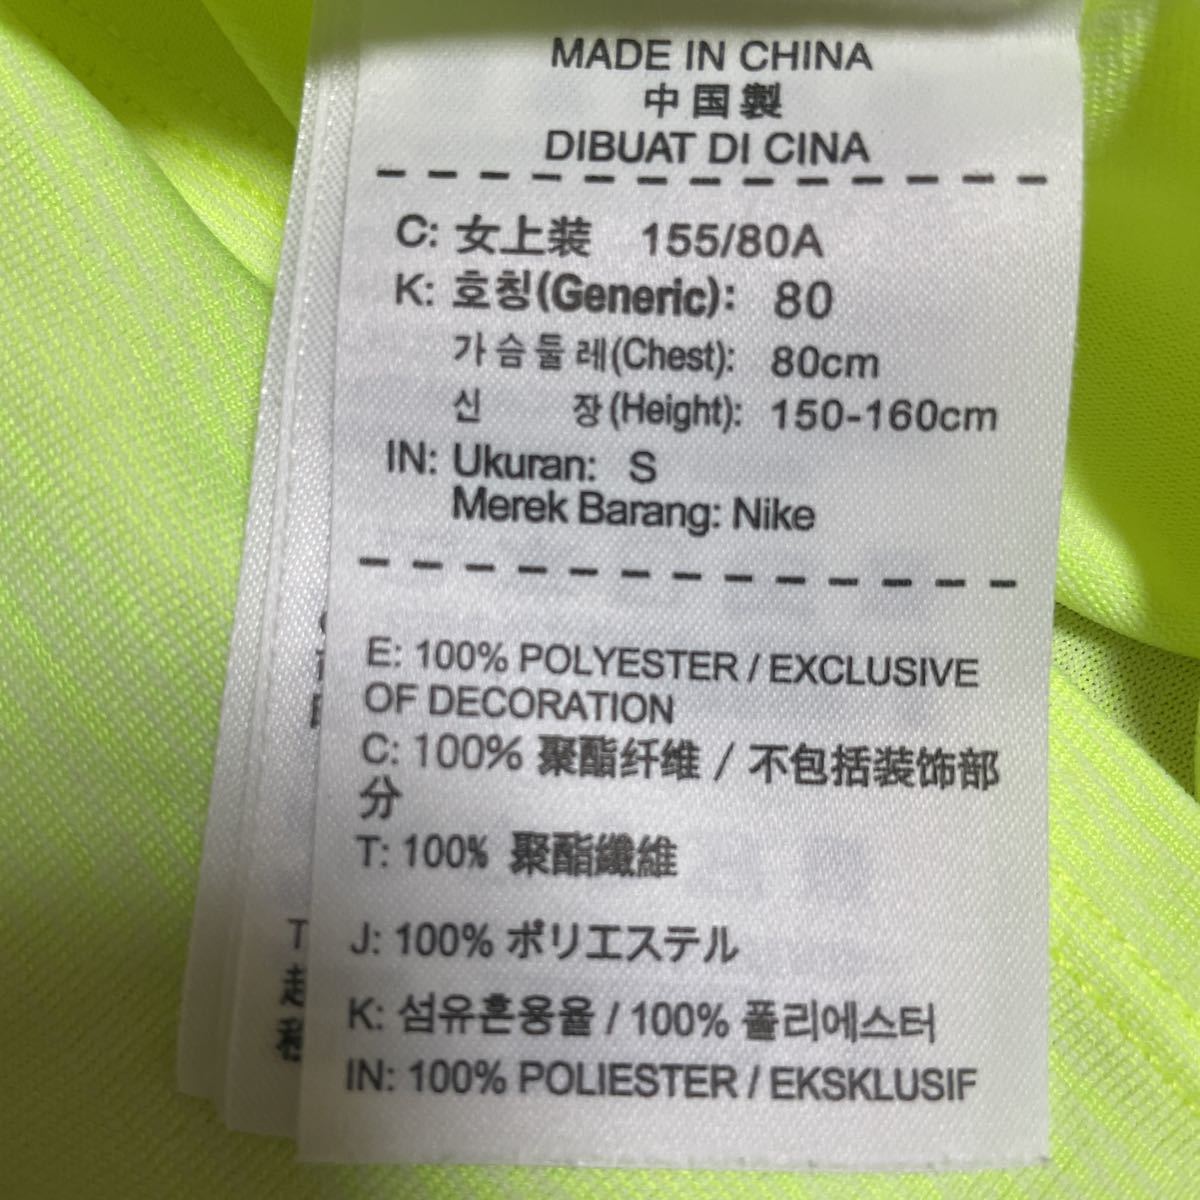 MADE IN CHINA
中国製
DIBUAT DI CINA
C: 女上装 155/80A
K: 호칭(Generic): 80
가슴둘레(Chest): 80cm
신 장(Height): 150-160cm
IN: Ukuran: S
Merek Barang: Nike
E: 100% POLYESTER / EXCLUSIVE
OF DECORATION
C: 100% 聚酯纤维 / 不包括装饰部
分
T: 100% 聚酯纖維
J: 100% ポリエステル
K: 섬유혼용율 / 100% 폴리에스터
IN: 100% POLIESTER / EKSKLUSIF